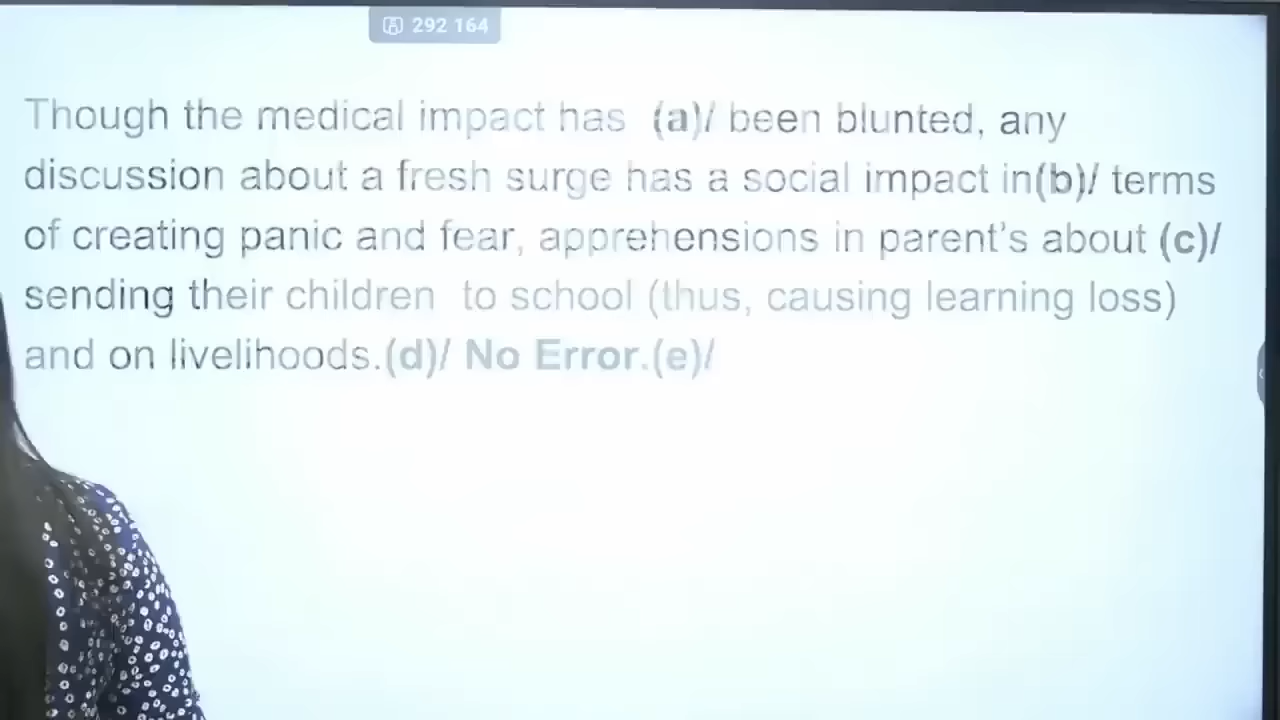 292 164
Though the medical impact has (a)/ been blunted, any
discussion about a fresh surge has a social impact in(b)/ terms
of creating panic and fear, apprehensions in parent's about (c)/
sending their children to school (thus, causing learning loss)
and on livelihoods.(d)/ No Error.(e)/